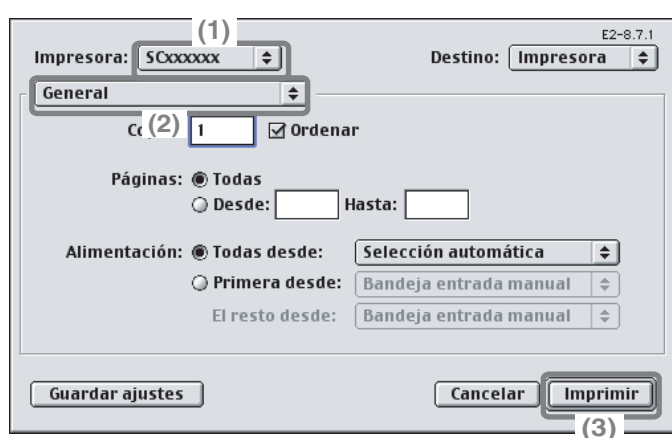 (1)
E2-8.7.1
Impresora: SCxxxxxx Destino: Impresora
General
(2) 1 Ordenar
Páginas: Todas
Desde: Hasta:
Alimentación: Todas desde: Selección automática
Primera desde: Bandeja entrada manual
El resto desde: Bandeja entrada manual
Guardar ajustes Cancelar Imprimir
(3)